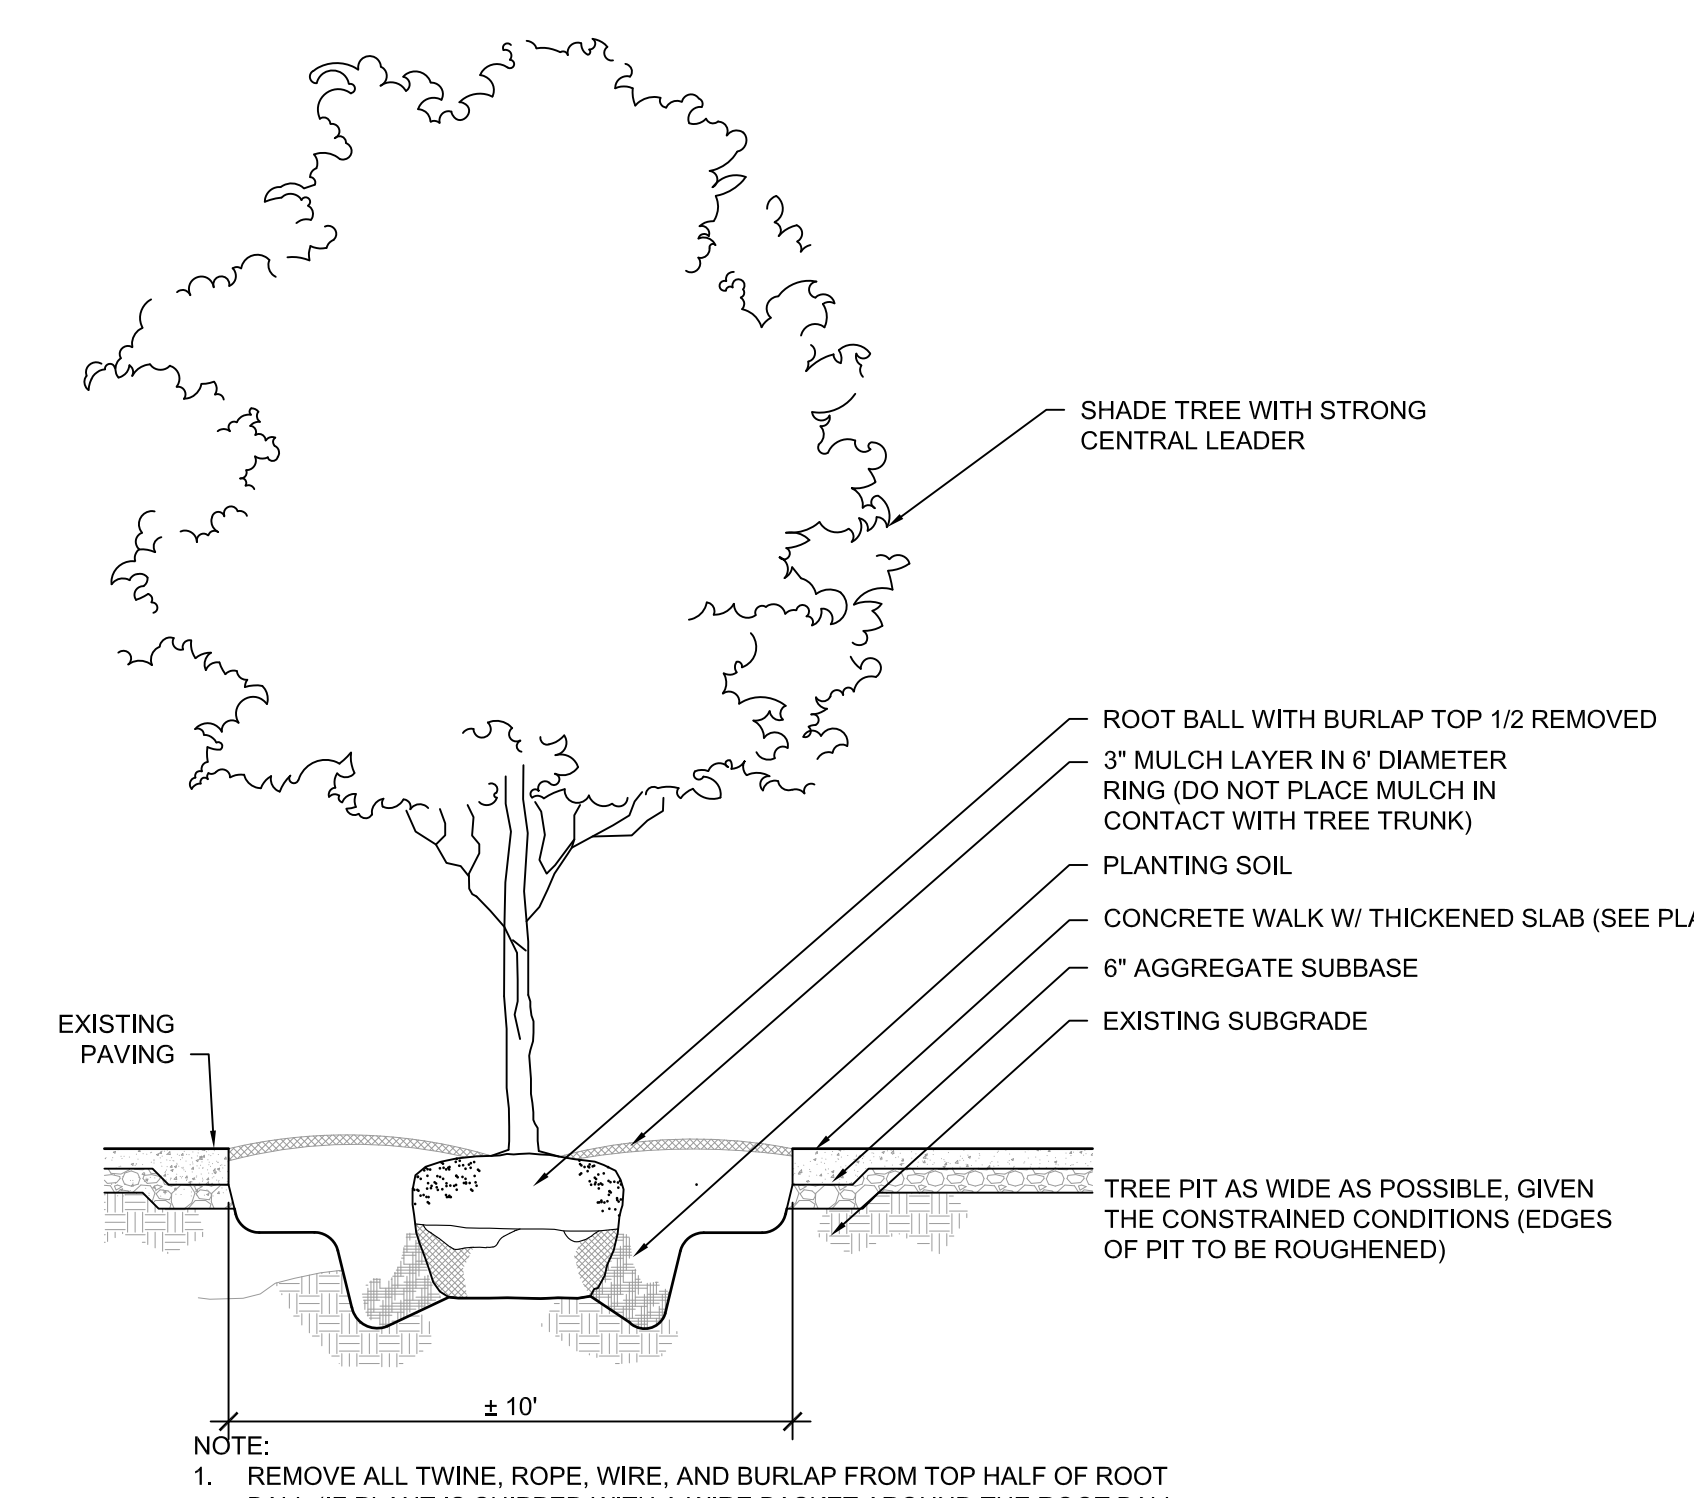 SHADE TREE WITH STRONG
CENTRAL LEADER
ROOT BALL WITH BURLAP TOP 1/2 REMOVED
3" MULCH LAYER IN 6' DIAMETER
RING (DO NOT PLACE MULCH IN
CONTACT WITH TREE TRUNK)
PLANTING SOIL
CONCRETE WALK W/ THICKENED SLAB (SEE
6" AGGREGATE SUBBASE
EXISTING SUBGRADE
EXISTING
PAVING
TREE PIT AS WIDE AS POSSIBLE, GIVEN
THE CONSTRAINED CONDITIONS (EDGES
OF PIT TO BE ROUGHENED)
± 10'
NOTE:
1. REMOVE ALL TWINE, ROPE, WIRE, AND BURLAP FROM TOP HALF OF ROOT